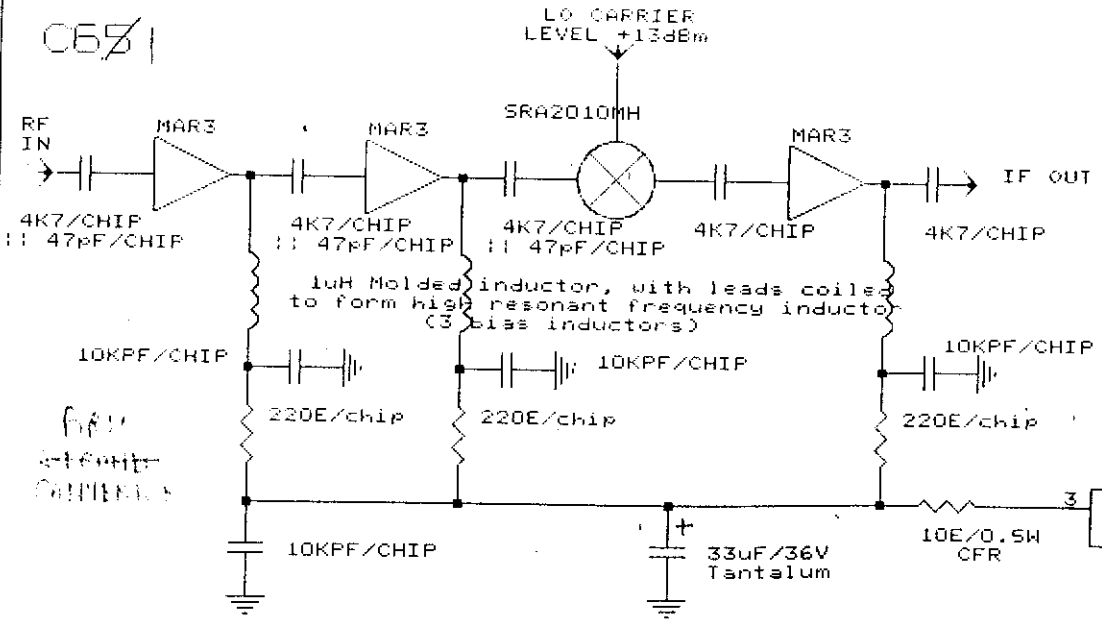 C651
LO CARRIER
LEVEL +13dBm
SRA2010MH
RF
IN
MAR3
MAR3
MAR3
IF OUT
4K7/CHIP
|| 47pF/CHIP
4K7/CHIP
|| 47pF/CHIP
4K7/CHIP
|| 47pF/CHIP
4K7/CHIP
4K7/CHIP
1uH Molded inductor, with leads coiled
to form high resonant frequency inductor
(3 bias inductors)
10KPF/CHIP
10KPF/CHIP
10KPF/CHIP
220E/chip
220E/chip
220E/chip
3
10KPF/CHIP
+
33uF/36V
Tantalum
10E/0.5W
CFR